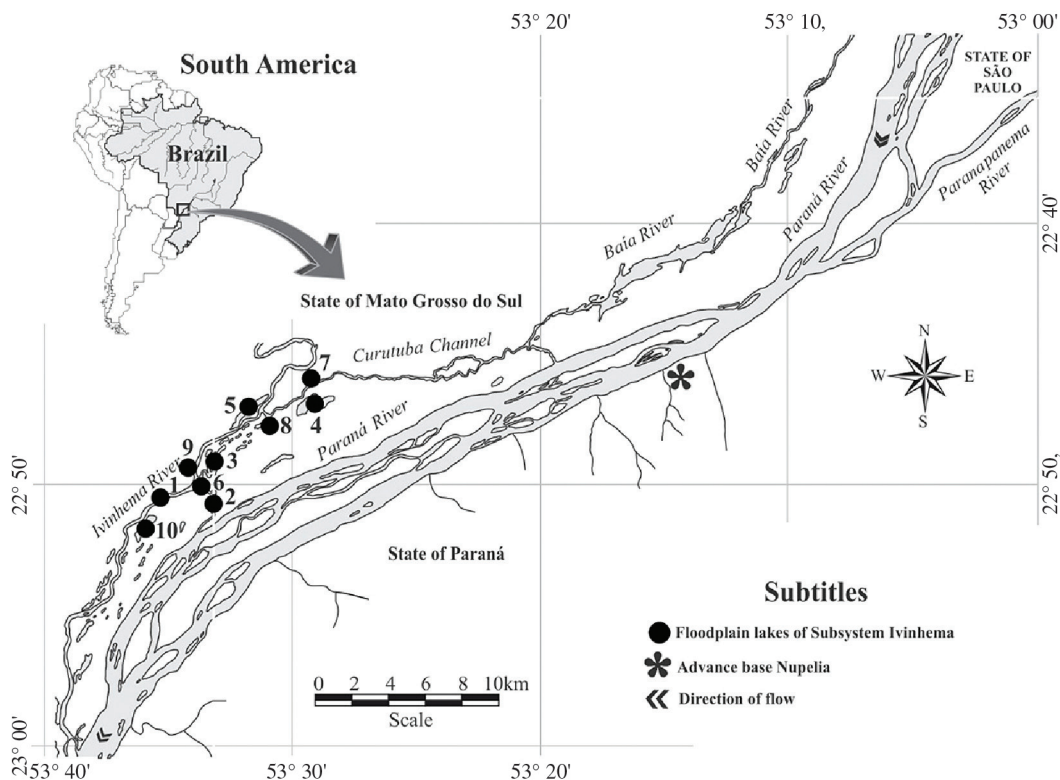 53° 20'
53° 10,
53° 00'
South America
Brazil
STATE OF
SÃO
PAULO
Baía River
Paraná River
Paranapanema
River
22° 40'
Baía River
State of Mato Grosso do Sul
Curutuba Channel
7
5
4
8
Paraná River
N
W
E
S
9
3
Ivinhema River
6
1
2
10
22° 50'
22° 50,
State of Paraná
Subtitles
Floodplain lakes of Subsystem Ivinhema
Advance base Nupelia
Direction of flow
0 2 4 6 8 10km
Scale
23° 00'
53° 40'
53° 30'
53° 20'